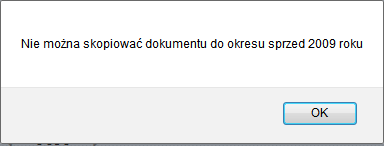 Nie można skopiować dokumentu do okresu sprzed 2009 roku
OK